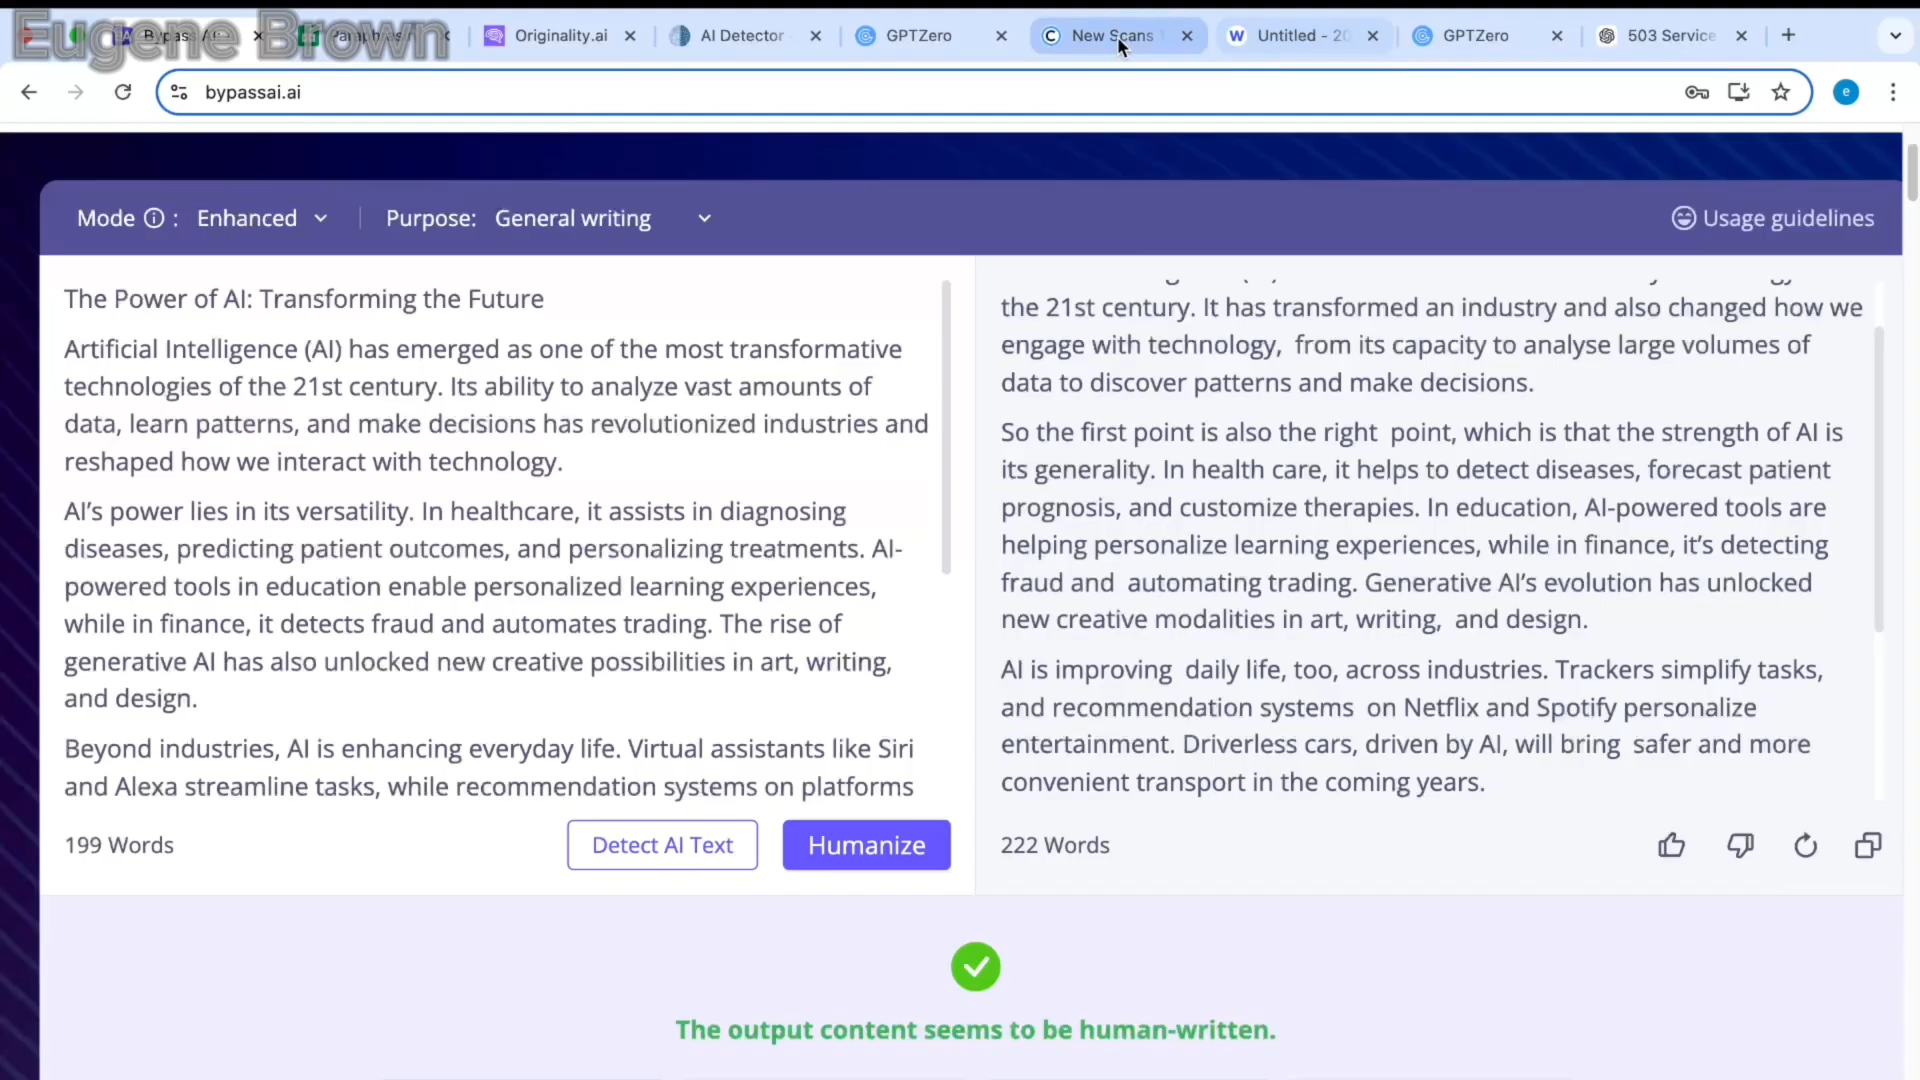 Eugene Brown
Originality.ai
AI Detector
GPTZero
New Scans
Untitled - 20
GPTZero
503 Service
bypassai.ai
e
Mode : Enhanced
Purpose: General writing
Usage guidelines
The Power of AI: Transforming the Future
Artificial Intelligence (AI) has emerged as one of the most transformative
technologies of the 21st century. Its ability to analyze vast amounts of
data, learn patterns, and make decisions has revolutionized industries and
reshaped how we interact with technology.
AI’s power lies in its versatility. In healthcare, it assists in diagnosing
diseases, predicting patient outcomes, and personalizing treatments. AI-
powered tools in education enable personalized learning experiences,
while in finance, it detects fraud and automates trading. The rise of
generative AI has also unlocked new creative possibilities in art, writing,
and design.
Beyond industries, AI is enhancing everyday life. Virtual assistants like Siri
and Alexa streamline tasks, while recommendation systems on platforms
199 Words
Detect AI Text
Humanize
the 21st century. It has transformed an industry and also changed how we
engage with technology, from its capacity to analyse large volumes of
data to discover patterns and make decisions.
So the first point is also the right point, which is that the strength of AI is
its generality. In health care, it helps to detect diseases, forecast patient
prognosis, and customize therapies. In education, AI-powered tools are
helping personalize learning experiences, while in finance, it’s detecting
fraud and automating trading. Generative AI’s evolution has unlocked
new creative modalities in art, writing, and design.
AI is improving daily life, too, across industries. Trackers simplify tasks,
and recommendation systems on Netflix and Spotify personalize
entertainment. Driverless cars, driven by AI, will bring safer and more
convenient transport in the coming years.
222 Words
The output content seems to be human-written.